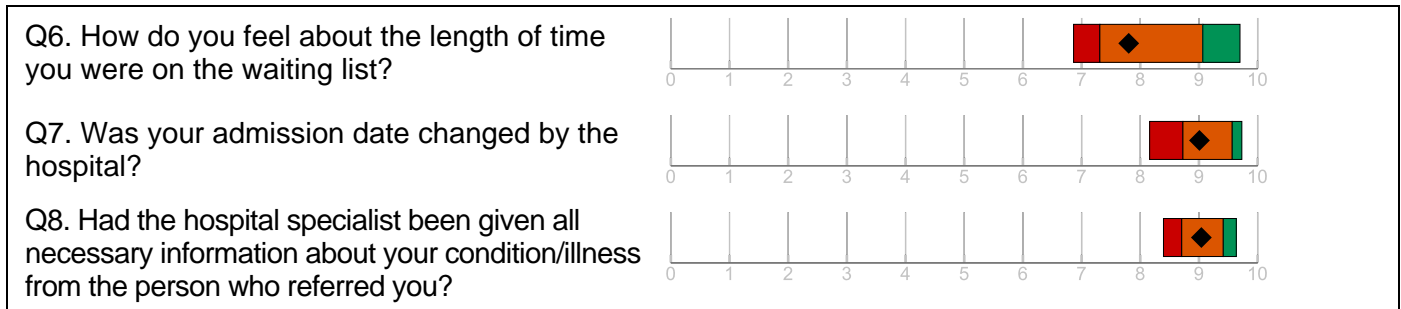 Q6. How do you feel about the length of time
you were on the waiting list?
0 1 2 3 4 5 6 7 8 9 10
Q7. Was your admission date changed by the
hospital?
0 1 2 3 4 5 6 7 8 9 10
Q8. Had the hospital specialist been given all
necessary information about your condition/illness
from the person who referred you?
0 1 2 3 4 5 6 7 8 9 10